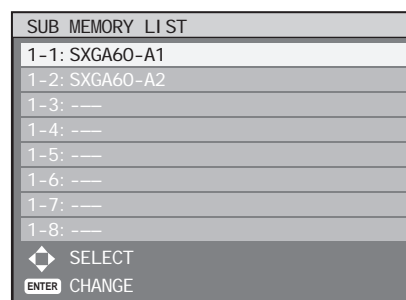 SUB MEMORY LIST
1-1: SXGA60-A1
1-2: SXGA60-A2
1-3: -––
1-4: -––
1-5: -––
1-6: -––
1-7: -––
1-8: -––
SELECT
ENTER CHANGE